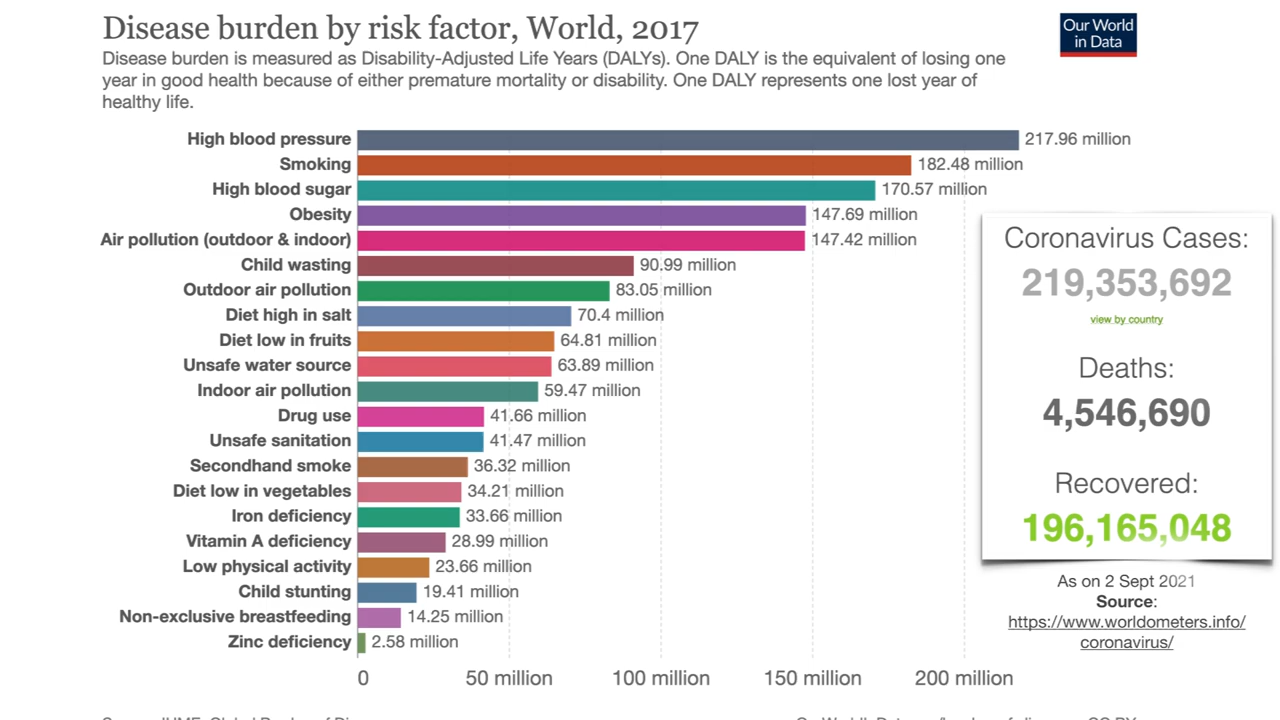 Disease burden by risk factor, World, 2017
Our World
in Data
Disease burden is measured as Disability-Adjusted Life Years (DALYs). One DALY is the equivalent of losing one
year in good health because of either premature mortality or disability. One DALY represents one lost year of
healthy life.
High blood pressure 217.96 million
Smoking 182.48 million
High blood sugar 170.57 million
Obesity 147.69 million
Air pollution (outdoor & indoor) 147.42 million
Child wasting 90.99 million
Outdoor air pollution 83.05 million
Diet high in salt 70.4 million
Diet low in fruits 64.81 million
Unsafe water source 63.89 million
Indoor air pollution 59.47 million
Drug use 41.66 million
Unsafe sanitation 41.47 million
Secondhand smoke 36.32 million
Diet low in vegetables 34.21 million
Iron deficiency 33.66 million
Vitamin A deficiency 28.99 million
Low physical activity 23.66 million
Child stunting 19.41 million
Non-exclusive breastfeeding 14.25 million
Zinc deficiency 2.58 million
0 50 million 100 million 150 million 200 million
Coronavirus Cases:
219,353,692
view by country
Deaths:
4,546,690
Recovered:
196,165,048
As on 2 Sept 2021
Source:
https://www.worldometers.info/
coronavirus/